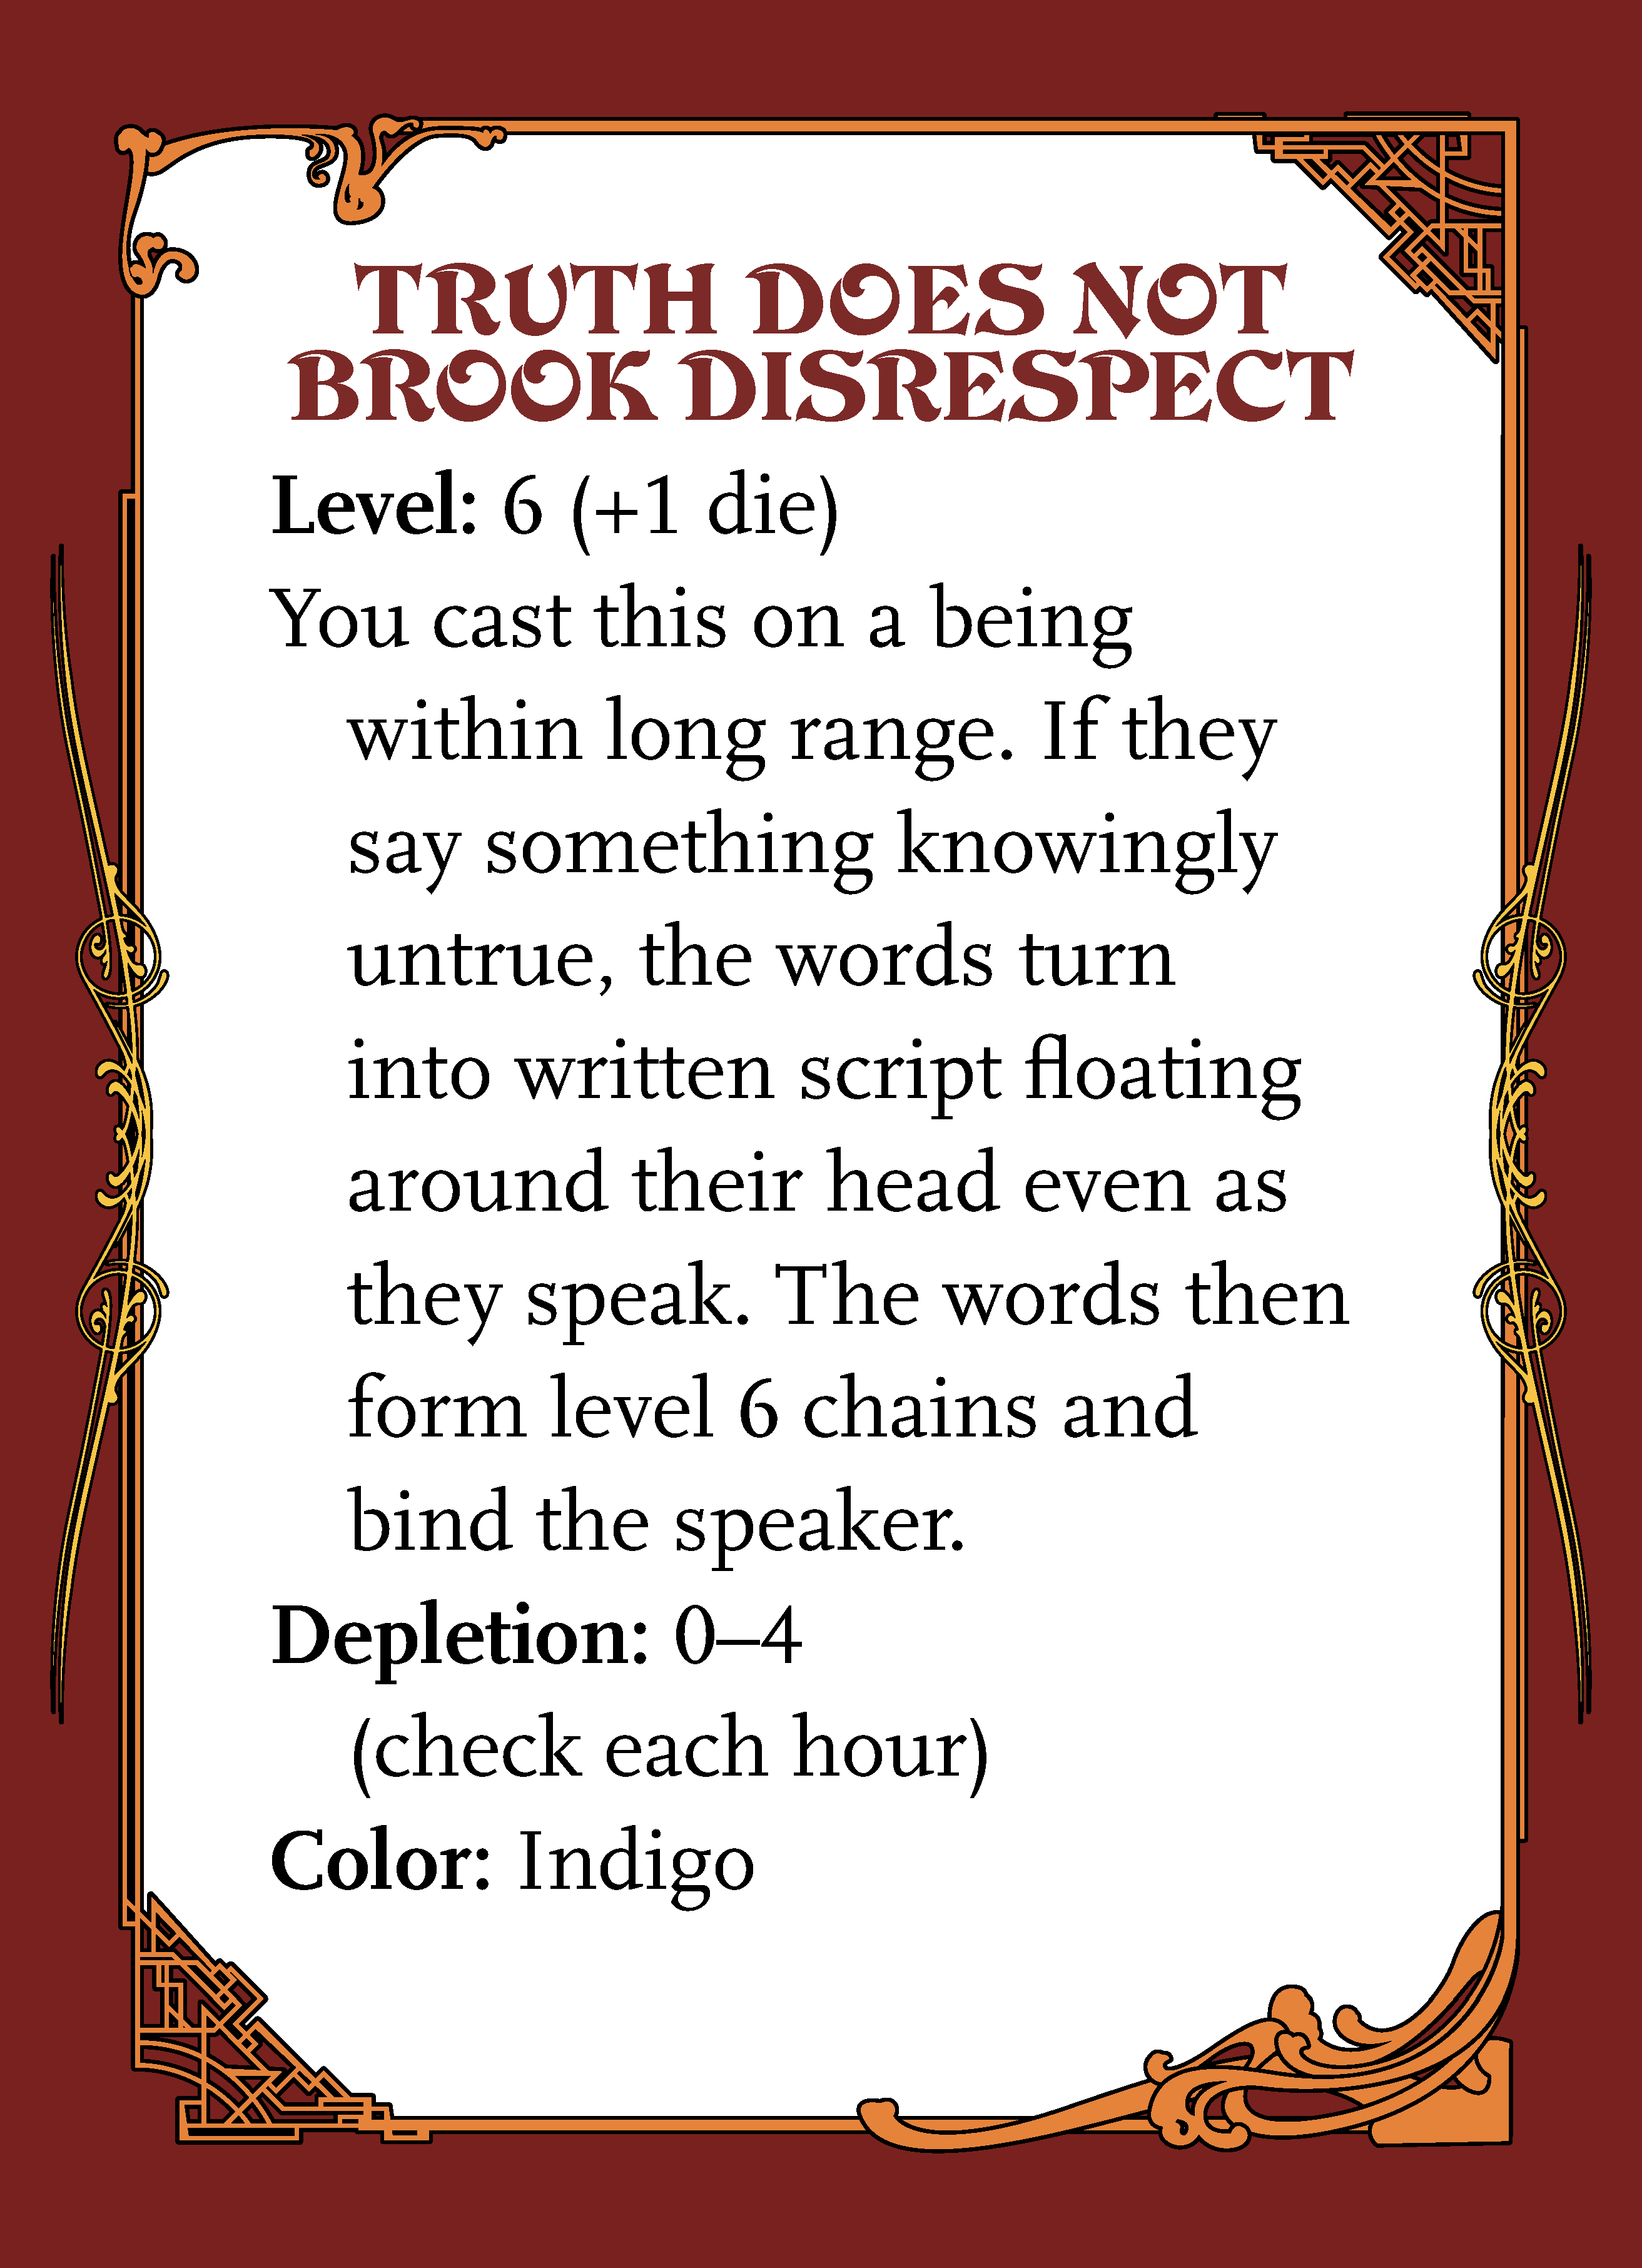 TRUTH DOES NOT
BROOK DISRESPECT
Level: 6 (+1 die)
You cast this on a being
within long range. If they
say something knowingly
untrue, the words turn
into written script floating
around their head even as
they speak. The words then
form level 6 chains and
bind the speaker.
Depletion: 0–4
(check each hour)
Color: Indigo